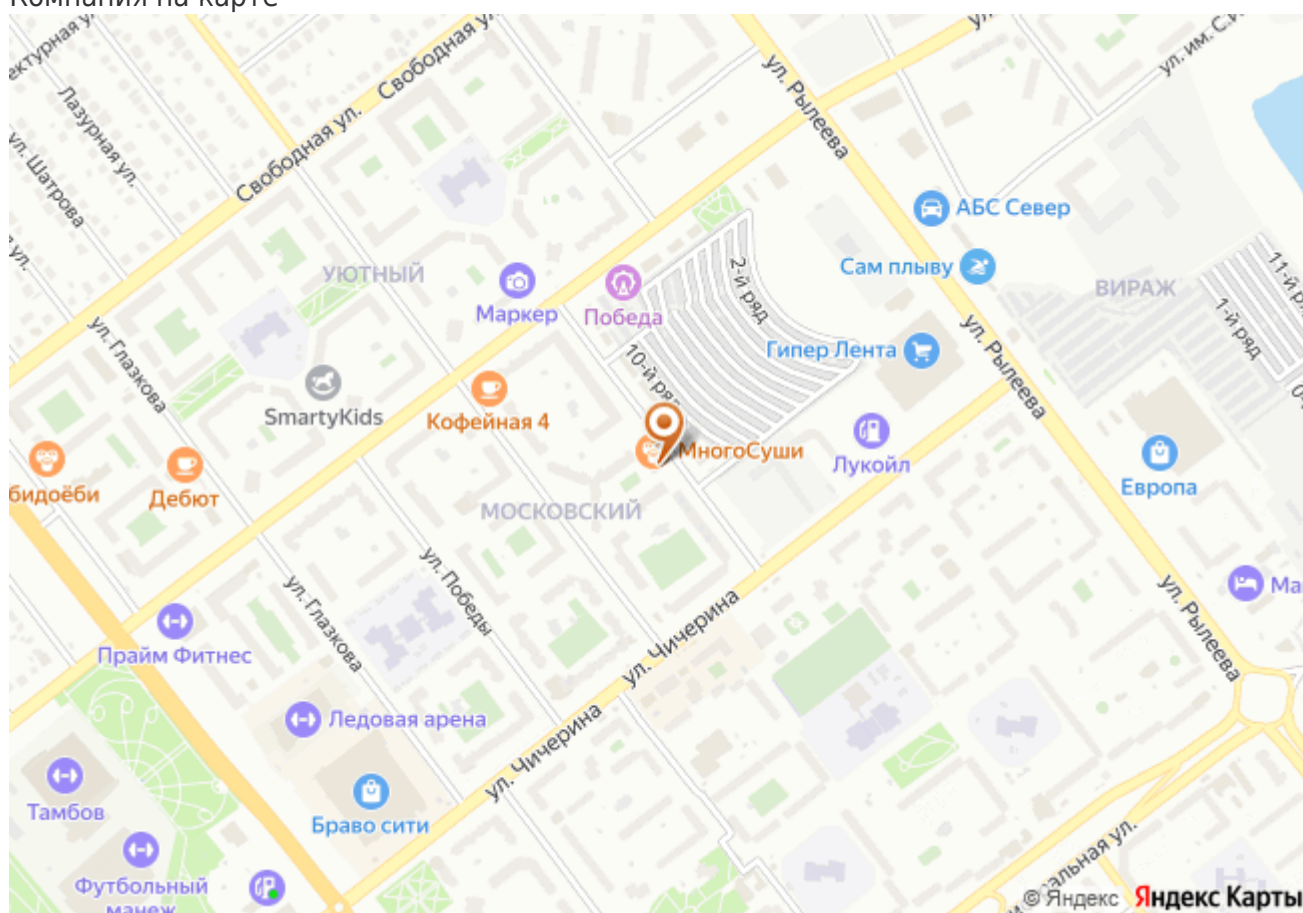 Компания на карте
Свободная ул.
ул. Рылеева
Лазурная ул.
ул. Шатрова
Свободная ул.
АБС Север
Сам плыву
УЮТНЫЙ
ВИРАЖ
2-й ряд
11-й р
1-й ряд
Маркер
Победа
Гипер Лента
ул. Рылеева
ул. Глазкова
10-й ряд
SmartyKids
Кофейная 4
МногоСуши
Лукойл
бидоёби
Дебют
Европа
МОСКОВСКИЙ
ул. Победы
ул. Глазкова
ул. Чичерина
ул. Рылеева
Ма
Прайм Фитнес
Ледовая арена
ул. Чичерина
Тамбов
Браво сити
Футбольный
манеж
альная ул.
© Яндекс Яндекс Карты